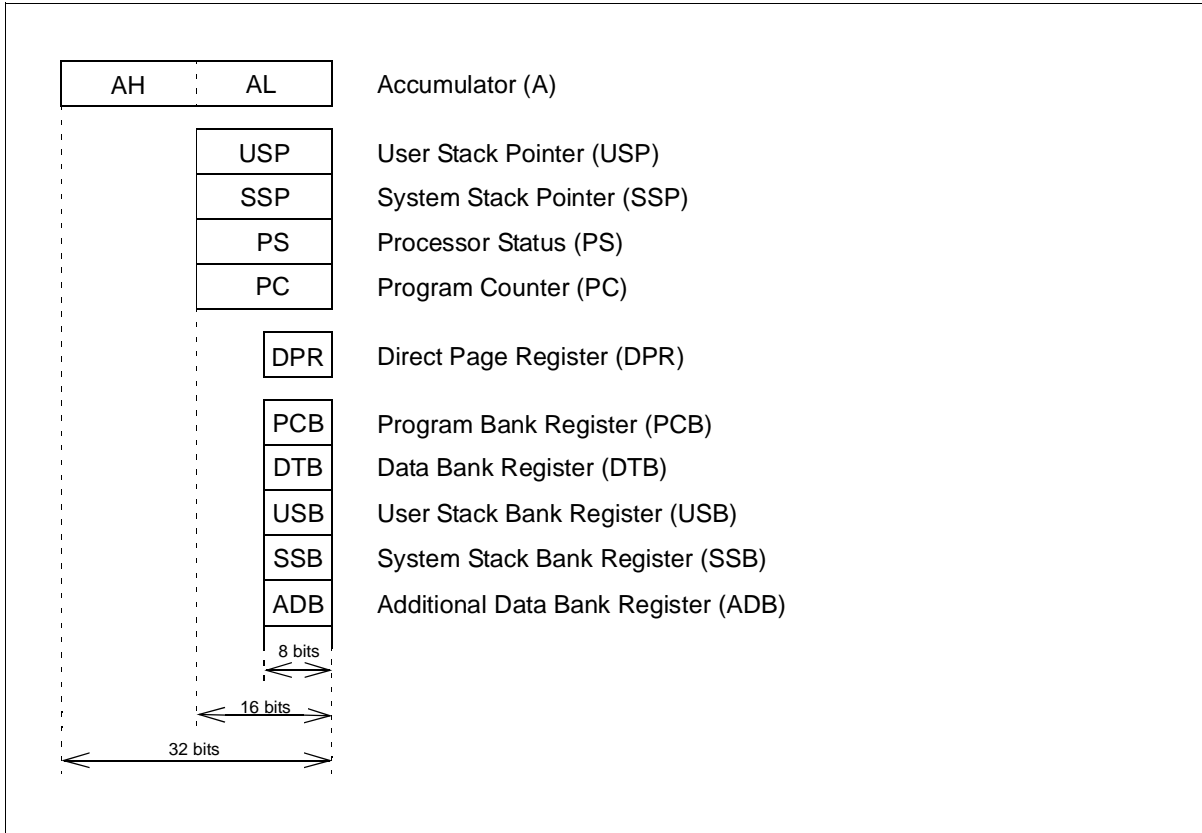 AH AL Accumulator (A)
USP User Stack Pointer (USP)
SSP System Stack Pointer (SSP)
PS Processor Status (PS)
PC Program Counter (PC)
DPR Direct Page Register (DPR)
PCB Program Bank Register (PCB)
DTB Data Bank Register (DTB)
USB User Stack Bank Register (USB)
SSB System Stack Bank Register (SSB)
ADB Additional Data Bank Register (ADB)
8 bits
16 bits
32 bits